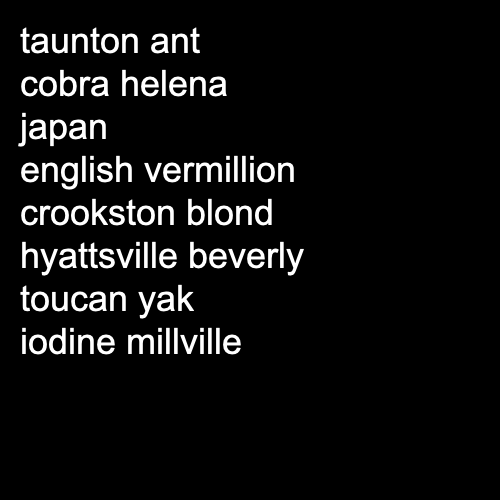 taunton ant
cobra helena
japan
english vermillion
crookston blond
hyattsville beverly
toucan yak
iodine millville